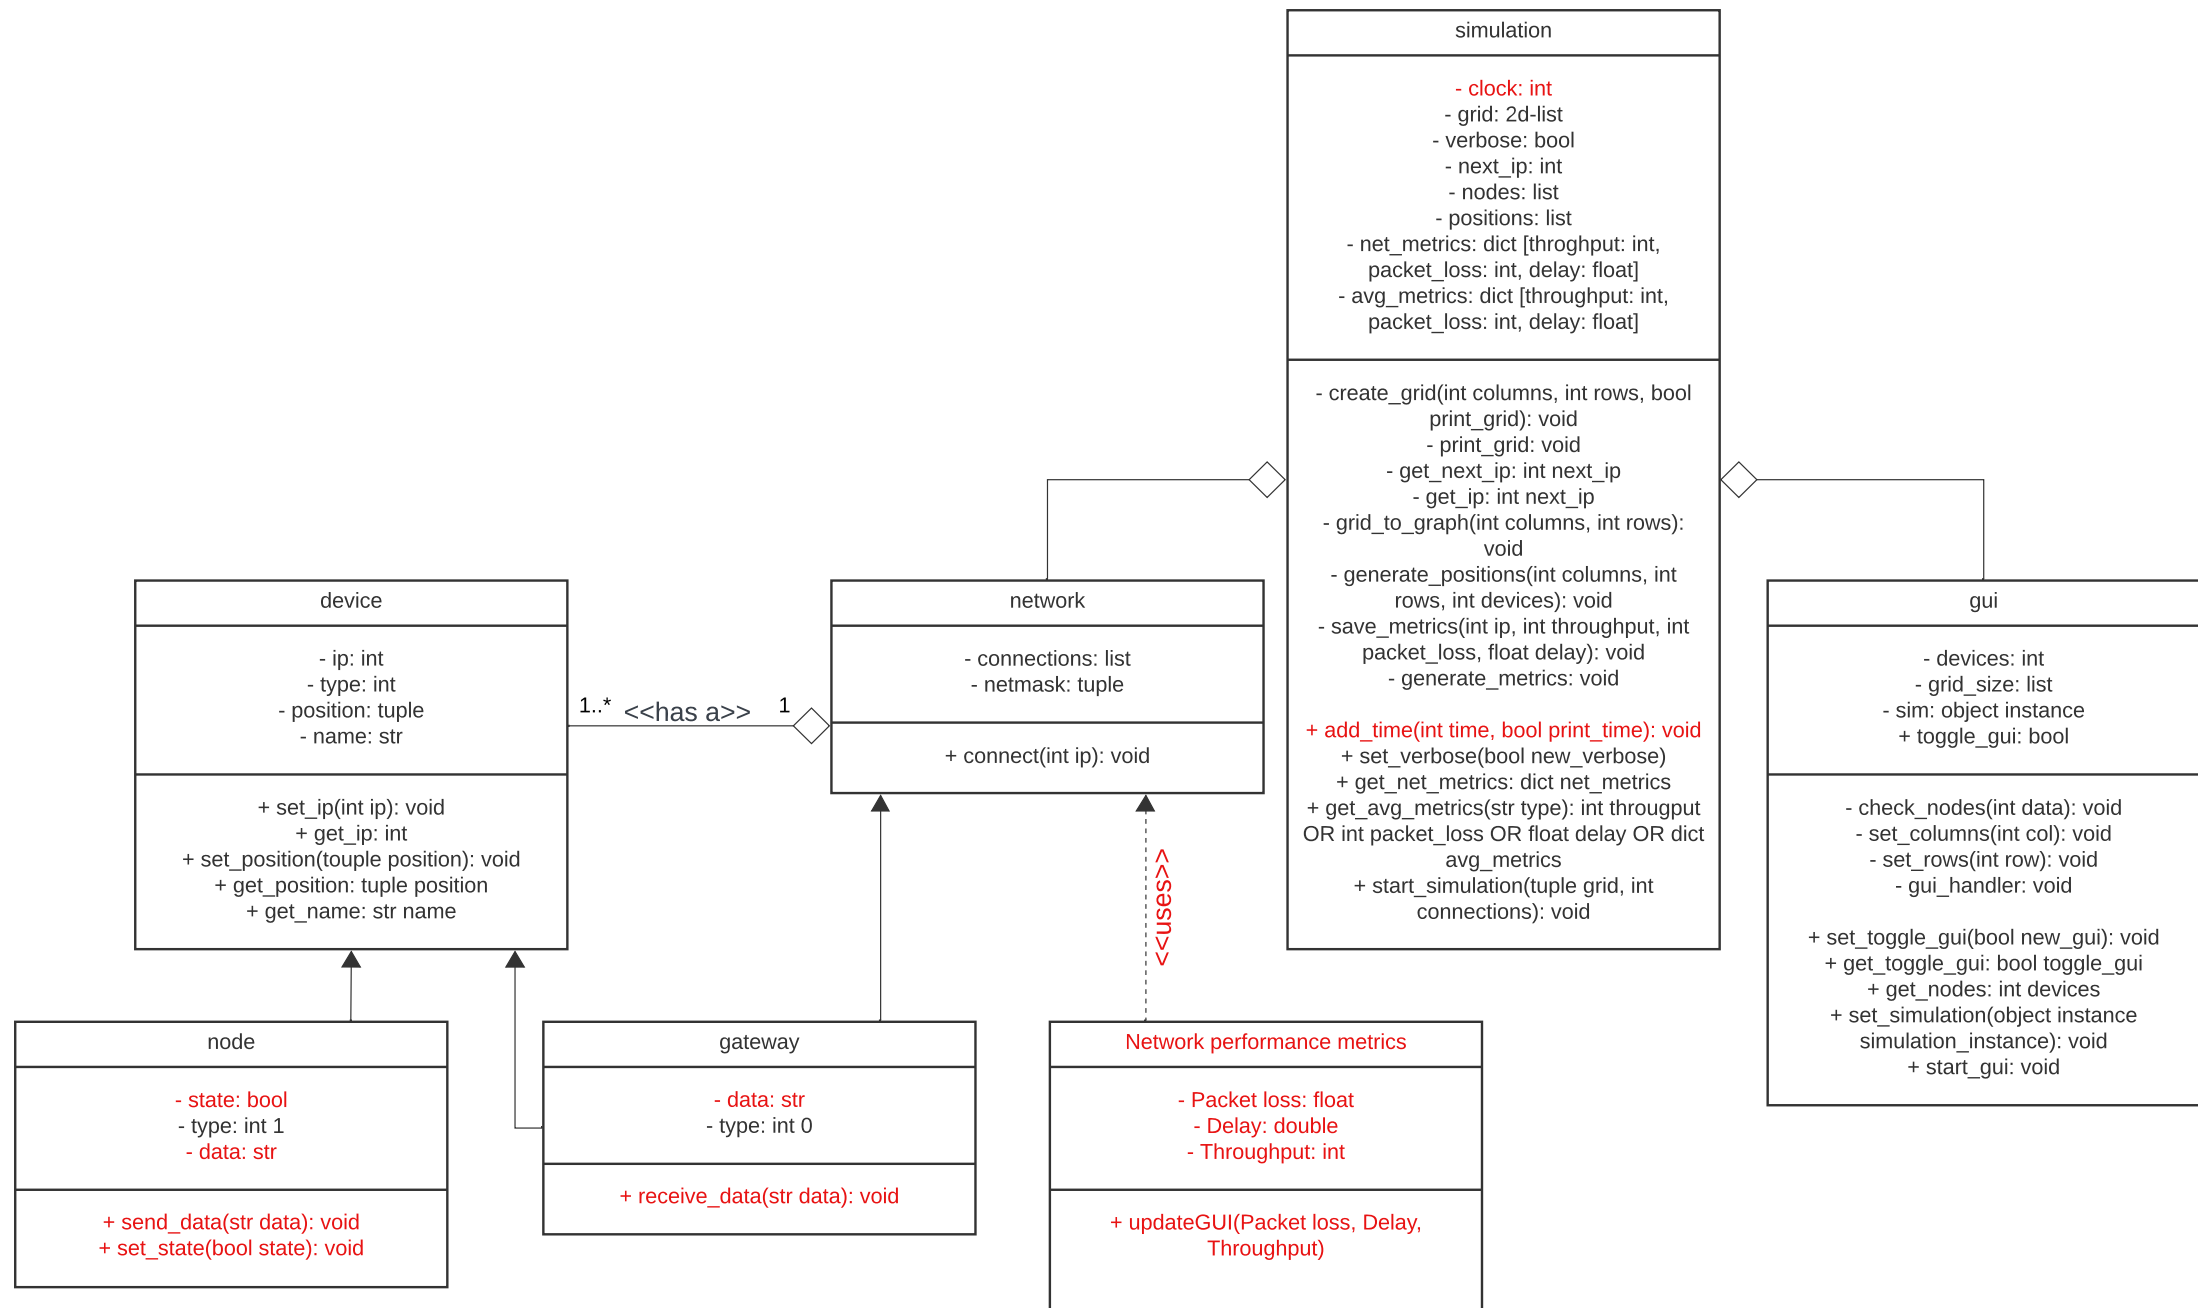 simulation
- clock: int
- grid: 2d-list
- verbose: bool
- next_ip: int
- nodes: list
- positions: list
- net_metrics: dict [throghput: int,
packet_loss: int, delay: float]
- avg_metrics: dict [throughput: int,
packet_loss: int, delay: float]
- create_grid(int columns, int rows, bool
print_grid): void
- print_grid: void
- get_next_ip: int next_ip
- get_ip: int next_ip
- grid_to_graph(int columns, int rows):
void
- generate_positions(int columns, int
rows, int devices): void
- save_metrics(int ip, int throughput, int
packet_loss, float delay): void
- generate_metrics: void
+ add_time(int time, bool print_time): void
+ set_verbose(bool new_verbose)
+ get_net_metrics: dict net_metrics
+ get_avg_metrics(str type): int througput
OR int packet_loss OR float delay OR dict
avg_metrics
+ start_simulation(tuple grid, int
connections): void
device
- ip: int
- type: int
- position: tuple
- name: str
+ set_ip(int ip): void
+ get_ip: int
+ set_position(touple position): void
+ get_position: tuple position
+ get_name: str name
1..* <<has a>> 1
network
- connections: list
- netmask: tuple
+ connect(int ip): void
gui
- devices: int
- grid_size: list
- sim: object instance
+ toggle_gui: bool
- check_nodes(int data): void
- set_columns(int col): void
- set_rows(int row): void
- gui_handler: void
+ set_toggle_gui(bool new_gui): void
+ get_toggle_gui: bool toggle_gui
+ get_nodes: int devices
+ set_simulation(object instance
simulation_instance): void
+ start_gui: void
<<uses>>
node
- state: bool
- type: int 1
- data: str
+ send_data(str data): void
+ set_state(bool state): void
gateway
- data: str
- type: int 0
+ receive_data(str data): void
Network performance metrics
- Packet loss: float
- Delay: double
- Throughput: int
+ updateGUI(Packet loss, Delay,
Throughput)